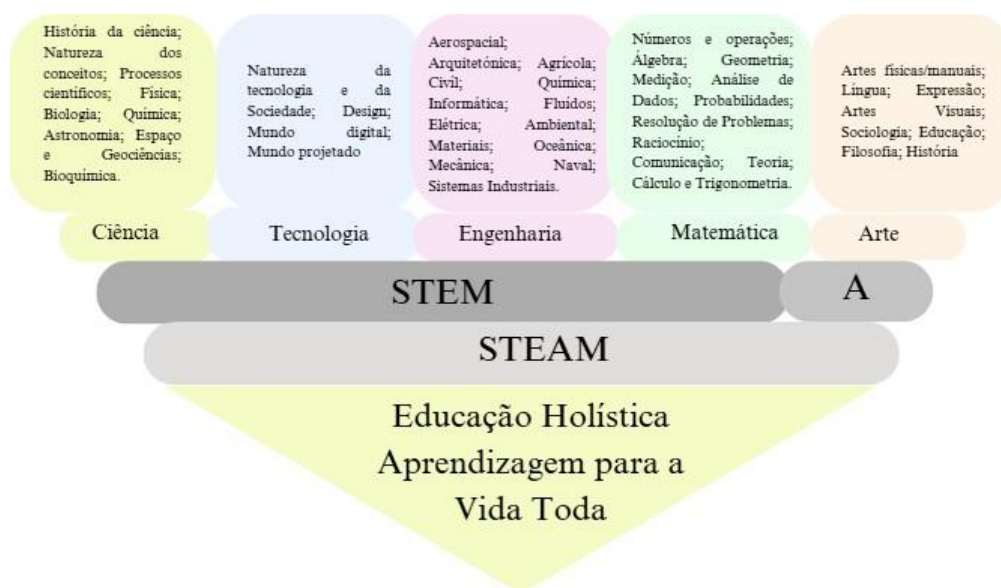 História da ciência;
Natureza dos
conceitos; Processos
científicos; Física;
Biologia; Química;
Astronomia; Espaço
e Geociências;
Bioquímica.
Natureza da
tecnologia e da
Sociedade; Design;
Mundo digital;
Mundo projetado
Aerospacial;
Arquitetónica; Agrícola;
Civil; Química;
Informática; Fluídos;
Elétrica; Ambiental;
Materiais; Oceânica;
Mecânica; Naval;
Sistemas Industriais.
Números e operações;
Álgebra; Geometria;
Medição; Análise de
Dados; Probabilidades;
Resolução de Problemas;
Raciocínio;
Comunicação; Teoria;
Cálculo e Trigonometria.
Artes físicas/manuais;
Língua; Expressão;
Artes Visuais;
Sociologia; Educação;
Filosofia; História
Ciência
Tecnologia
Engenharia
Matemática
Arte
STEM
A
STEAM
Educação Holística
Aprendizagem para a
Vida Toda